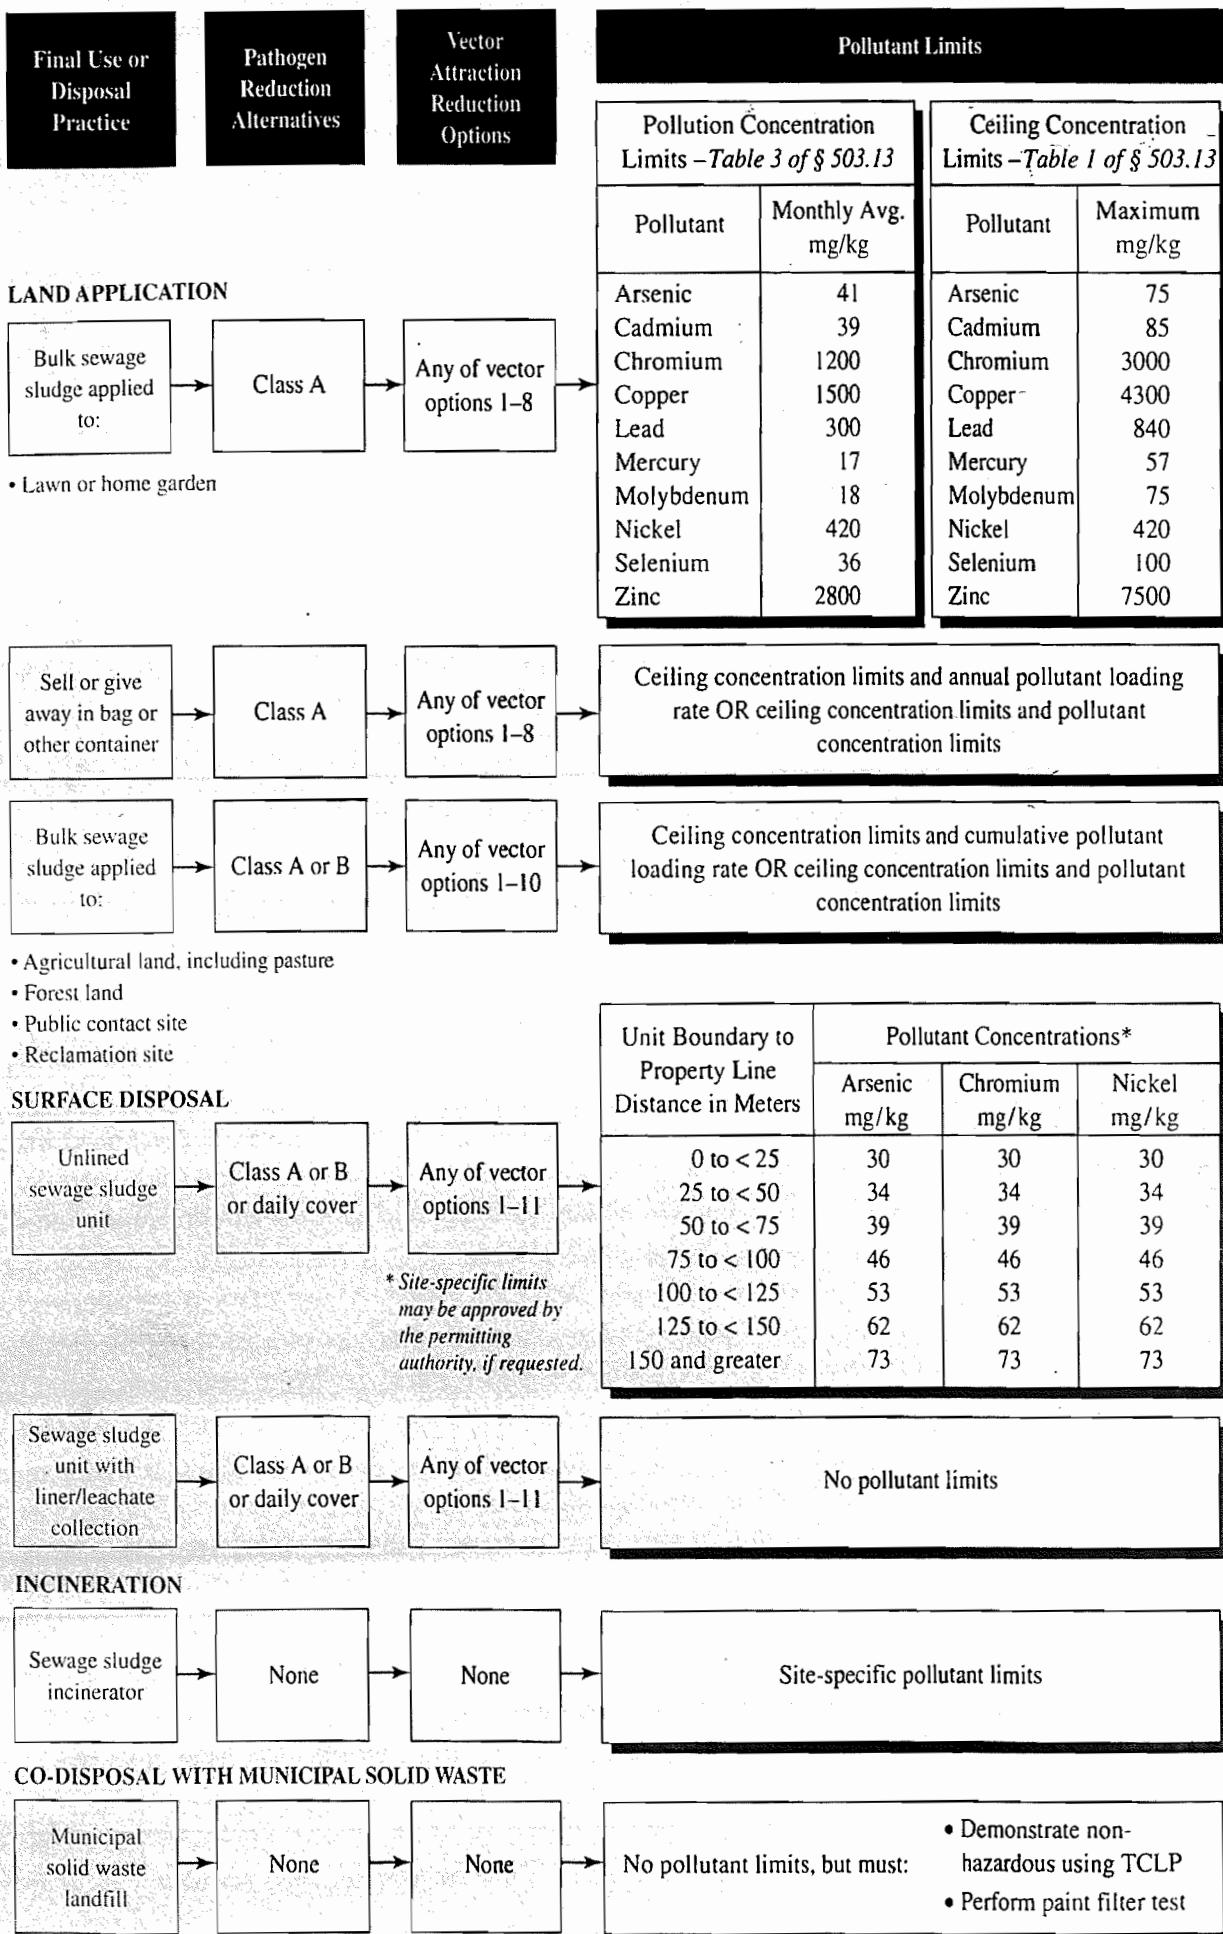 Final Use or
Disposal
Practice
Pathogen
Reduction
Alternatives
Vector
Attraction
Reduction
Options
Pollutant Limits
Pollution Concentration
Limits – Table 3 of § 503.13
Ceiling Concentration
Limits – Table 1 of § 503.13
Pollutant
Monthly Avg.
mg/kg
Pollutant
Maximum
mg/kg
LAND APPLICATION
Bulk sewage
sludge applied
to:
Class A
Any of vector
options 1–8
• Lawn or home garden
Arsenic 41 Arsenic 75
Cadmium 39 Cadmium 85
Chromium 1200 Chromium 3000
Copper 1500 Copper 4300
Lead 300 Lead 840
Mercury 17 Mercury 57
Molybdenum 18 Molybdenum 75
Nickel 420 Nickel 420
Selenium 36 Selenium 100
Zinc 2800 Zinc 7500
Sell or give
away in bag or
other container
Class A
Any of vector
options 1–8
Ceiling concentration limits and annual pollutant loading
rate OR ceiling concentration limits and pollutant
concentration limits
Bulk sewage
sludge applied
to:
Class A or B
Any of vector
options 1–10
Ceiling concentration limits and cumulative pollutant
loading rate OR ceiling concentration limits and pollutant
concentration limits
• Agricultural land, including pasture
• Forest land
• Public contact site
• Reclamation site
SURFACE DISPOSAL
Unlined
sewage sludge
unit
Class A or B
or daily cover
Any of vector
options 1–11
* Site-specific limits
may be approved by
the permitting
authority, if requested.
Unit Boundary to
Property Line
Distance in Meters
Pollutant Concentrations*
Arsenic
mg/kg
Chromium
mg/kg
Nickel
mg/kg
0 to < 25 30 30 30
25 to < 50 34 34 34
50 to < 75 39 39 39
75 to < 100 46 46 46
100 to < 125 53 53 53
125 to < 150 62 62 62
150 and greater 73 73 73
Sewage sludge
unit with
liner/leachate
collection
Class A or B
or daily cover
Any of vector
options 1–11
No pollutant limits
INCINERATION
Sewage sludge
incinerator
None
None
Site-specific pollutant limits
CO-DISPOSAL WITH MUNICIPAL SOLID WASTE
Municipal
solid waste
landfill
None
None
No pollutant limits, but must:
• Demonstrate non-
hazardous using TCLP
• Perform paint filter test